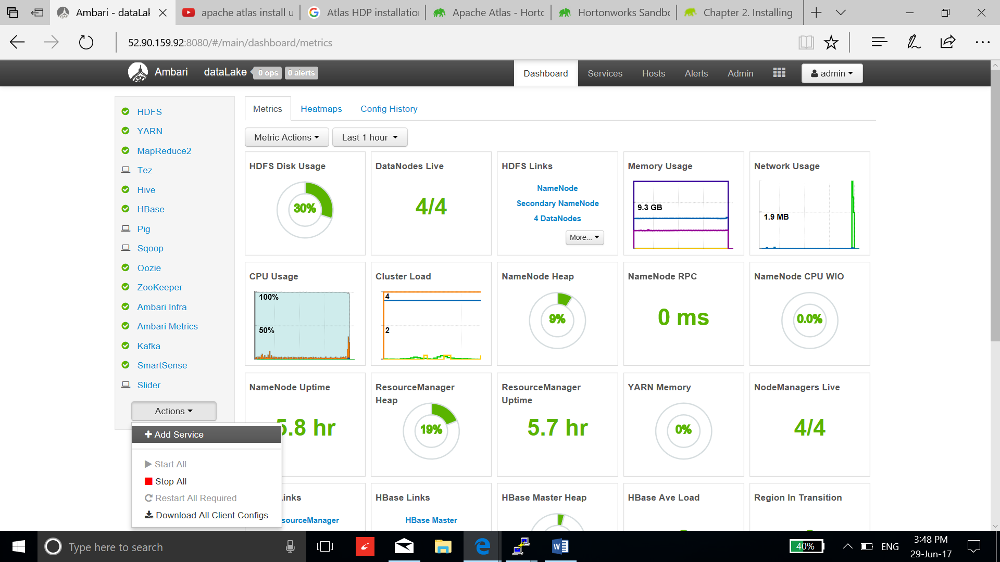 Ambari - dataLak
apache atlas install u
Atlas HDP installation
Apache Atlas - Horto
Hortonworks Sandbo
Chapter 2. Installing
52.90.159.92:8080/#/main/dashboard/metrics
Ambari dataLake 0 ops 0 alerts
Dashboard Services Hosts Alerts Admin admin
HDFS
YARN
MapReduce2
Tez
Hive
HBase
Pig
Sqoop
Oozie
ZooKeeper
Ambari Infra
Ambari Metrics
Kafka
SmartSense
Slider
Actions
Add Service
Start All
Stop All
Restart All Required
Download All Client Configs
Metrics Heatmaps Config History
Metric Actions Last 1 hour
HDFS Disk Usage
30%
DataNodes Live
4/4
HDFS Links
NameNode
Secondary NameNode
4 DataNodes
More...
Memory Usage
9.3 GB
Network Usage
1.9 MB
CPU Usage
100%
50%
Cluster Load
4
2
NameNode Heap
9%
NameNode RPC
0 ms
NameNode CPU WIO
0.0%
NameNode Uptime
5.8 hr
ResourceManager
Heap
19%
ResourceManager
Uptime
5.7 hr
YARN Memory
0%
NodeManagers Live
4/4
Links
sourceManager
HBase Links
HBase Master
HBase Master Heap
HBase Ave Load
Region In Transition
Type here to search
40%
ENG
3:48 PM
29-Jun-17